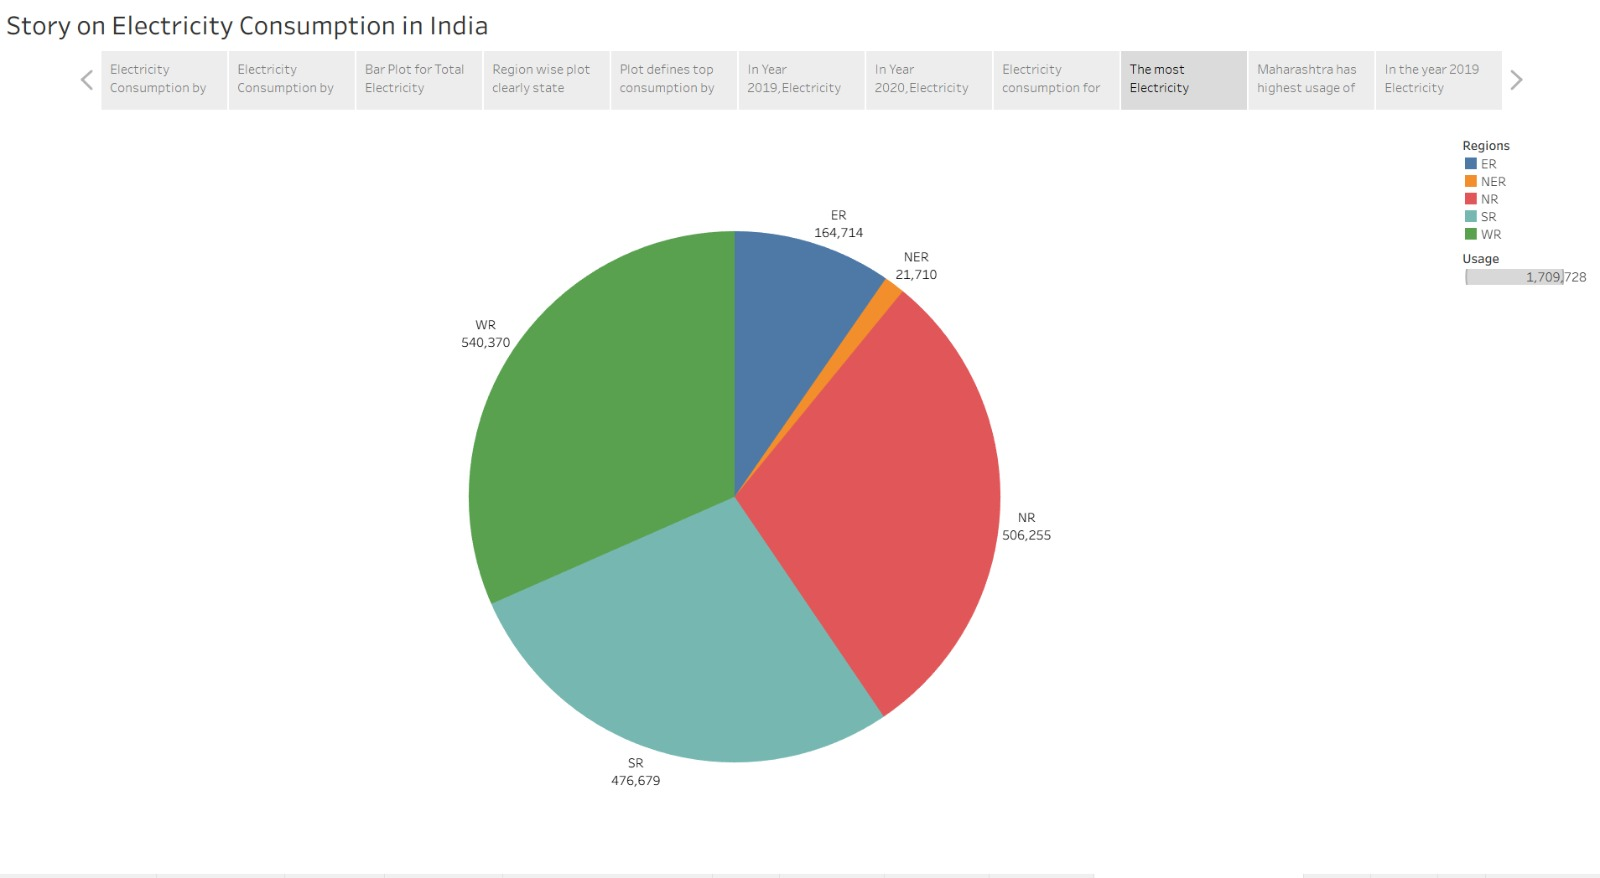 Story on Electricity Consumption in India
Electricity
Consumption by
Electricity
Consumption by
Bar Plot for Total
Electricity
Region wise plot
clearly state
Plot defines top
consumption by
In Year
2019,Electricity
In Year
2020,Electricity
Electricity
consumption for
The most
Electricity
Maharashtra has
highest usage of
In the year 2019
Electricity
Regions
ER
NER
NR
SR
WR
Usage
1,709,728
ER
164,714
NER
21,710
WR
540,370
NR
506,255
SR
476,679